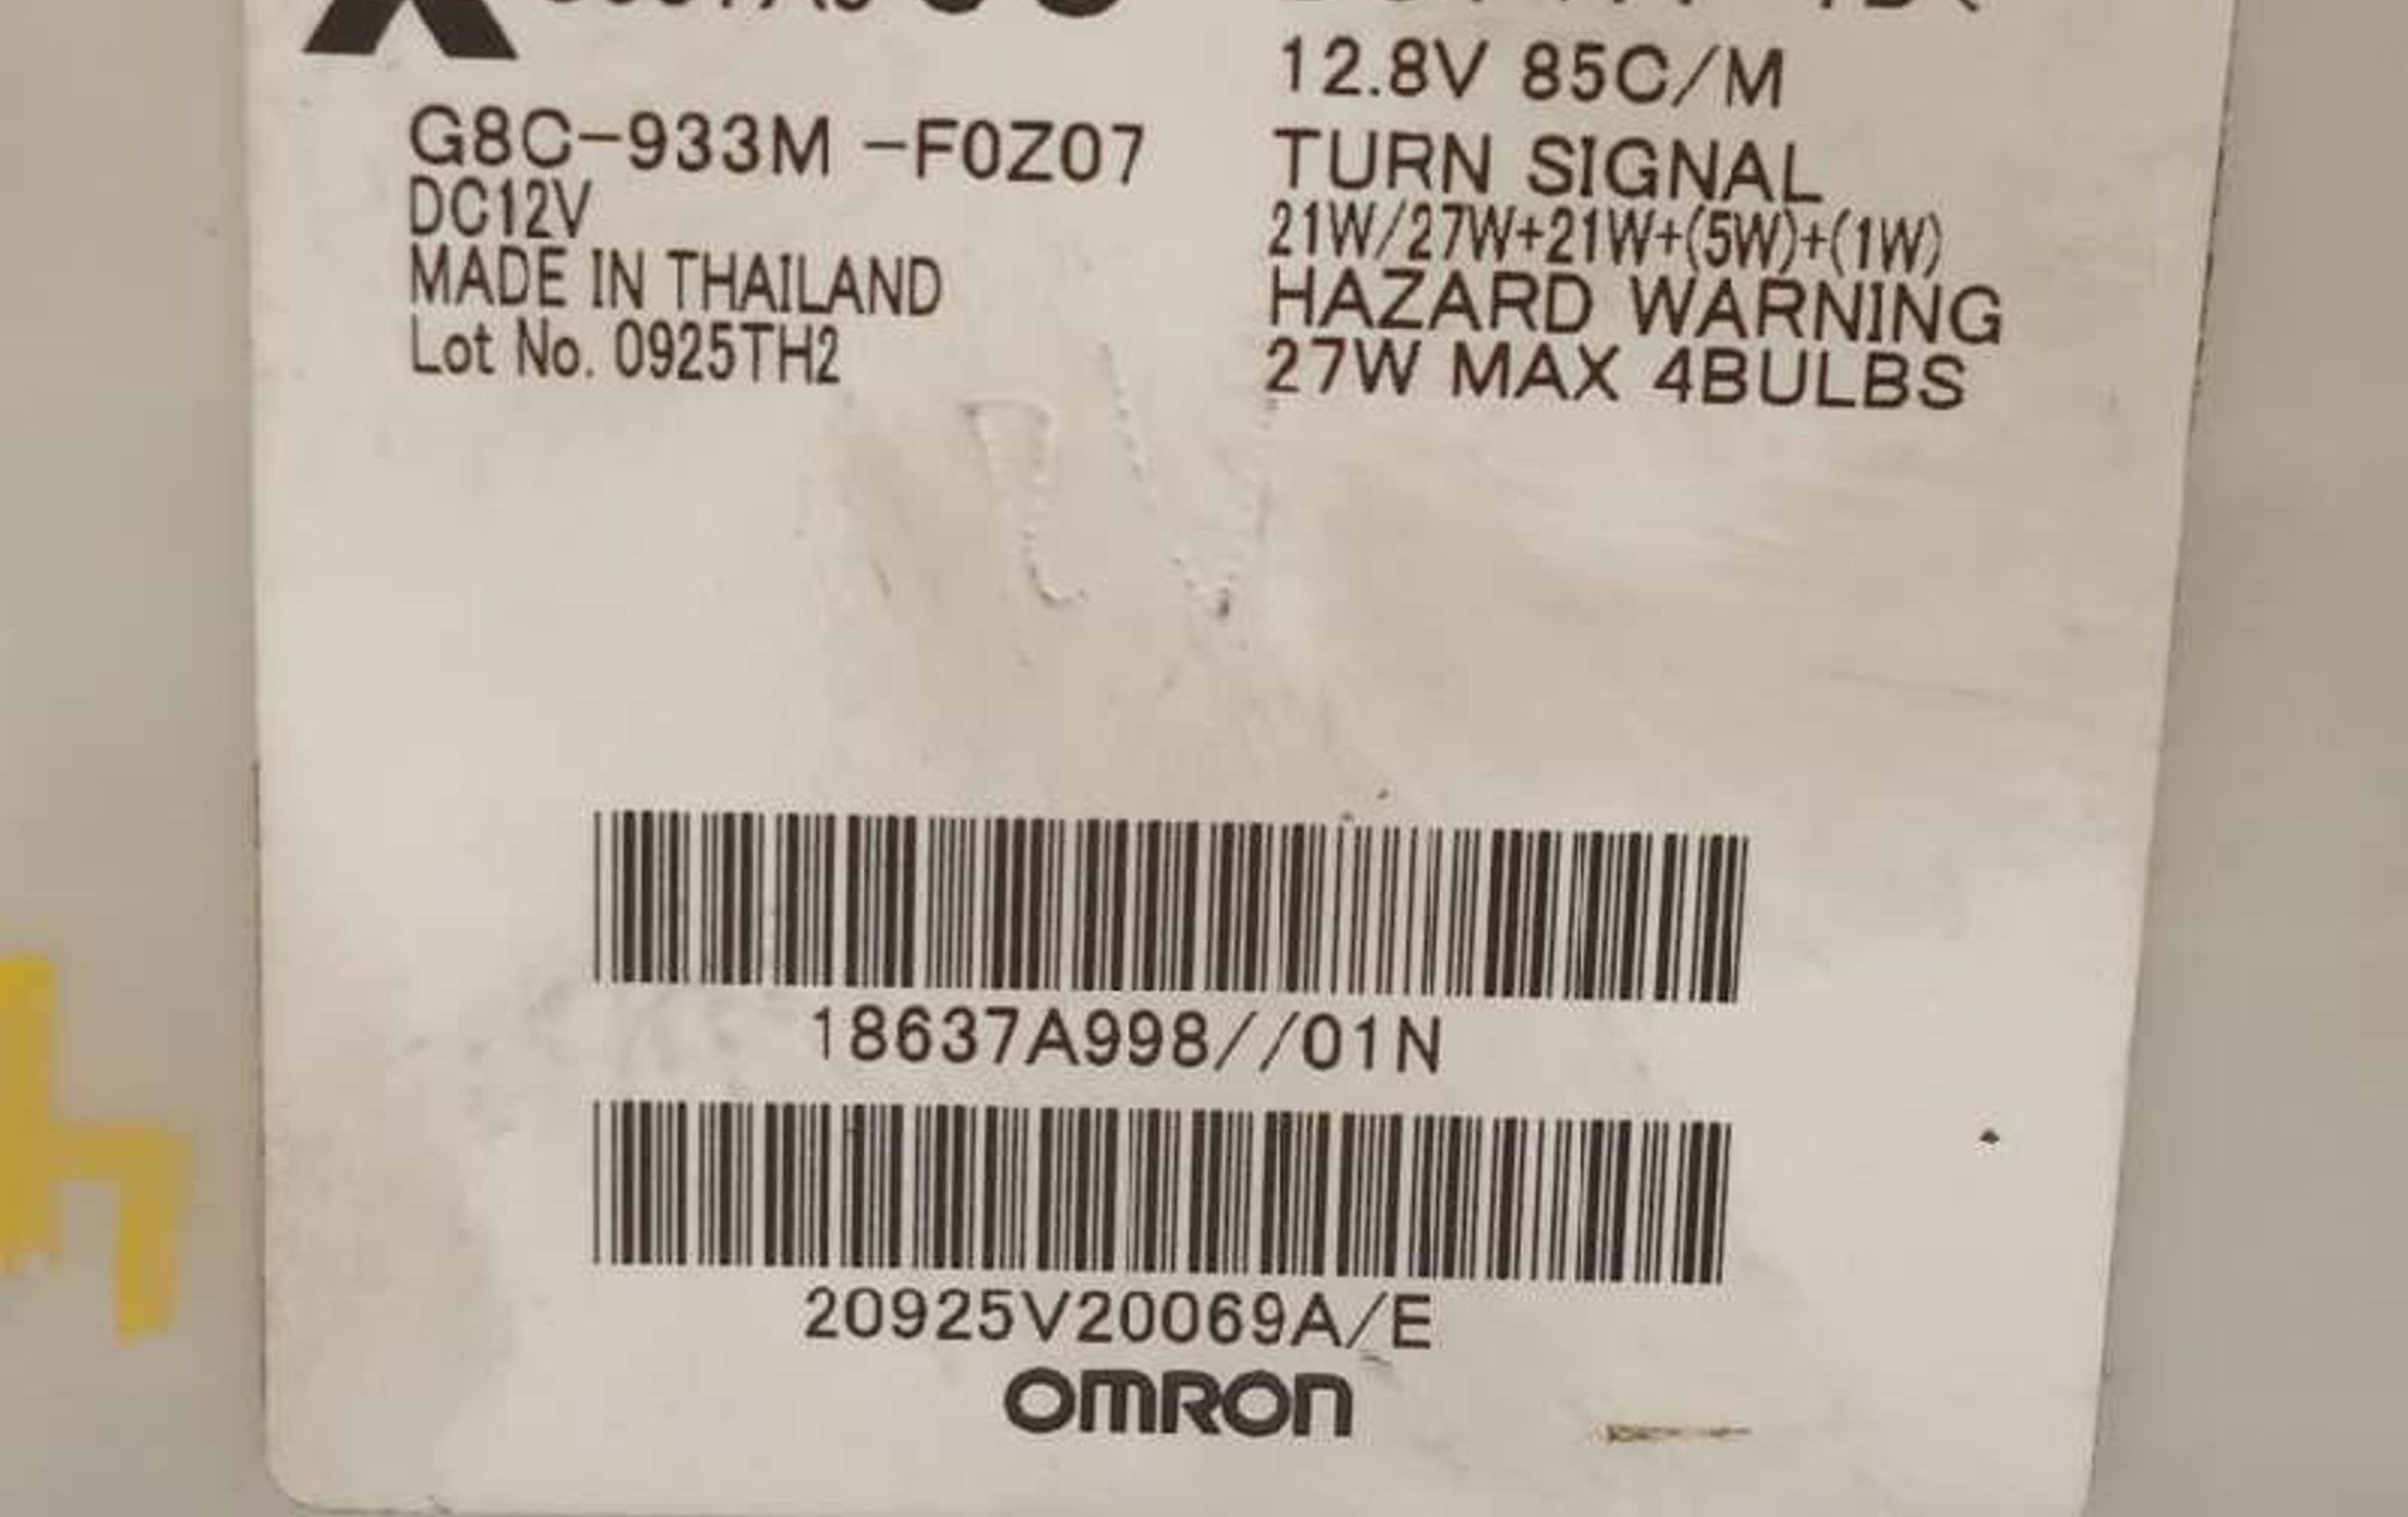 12.8V 85C/M
G8C-933M -F0Z07
TURN SIGNAL
DC12V
21W/27W+21W+(5W)+(1W)
MADE IN THAILAND
HAZARD WARNING
Lot No. 0925TH2
27W MAX 4BULBS
18637A998//01N
20925V20069A/E
OMRON